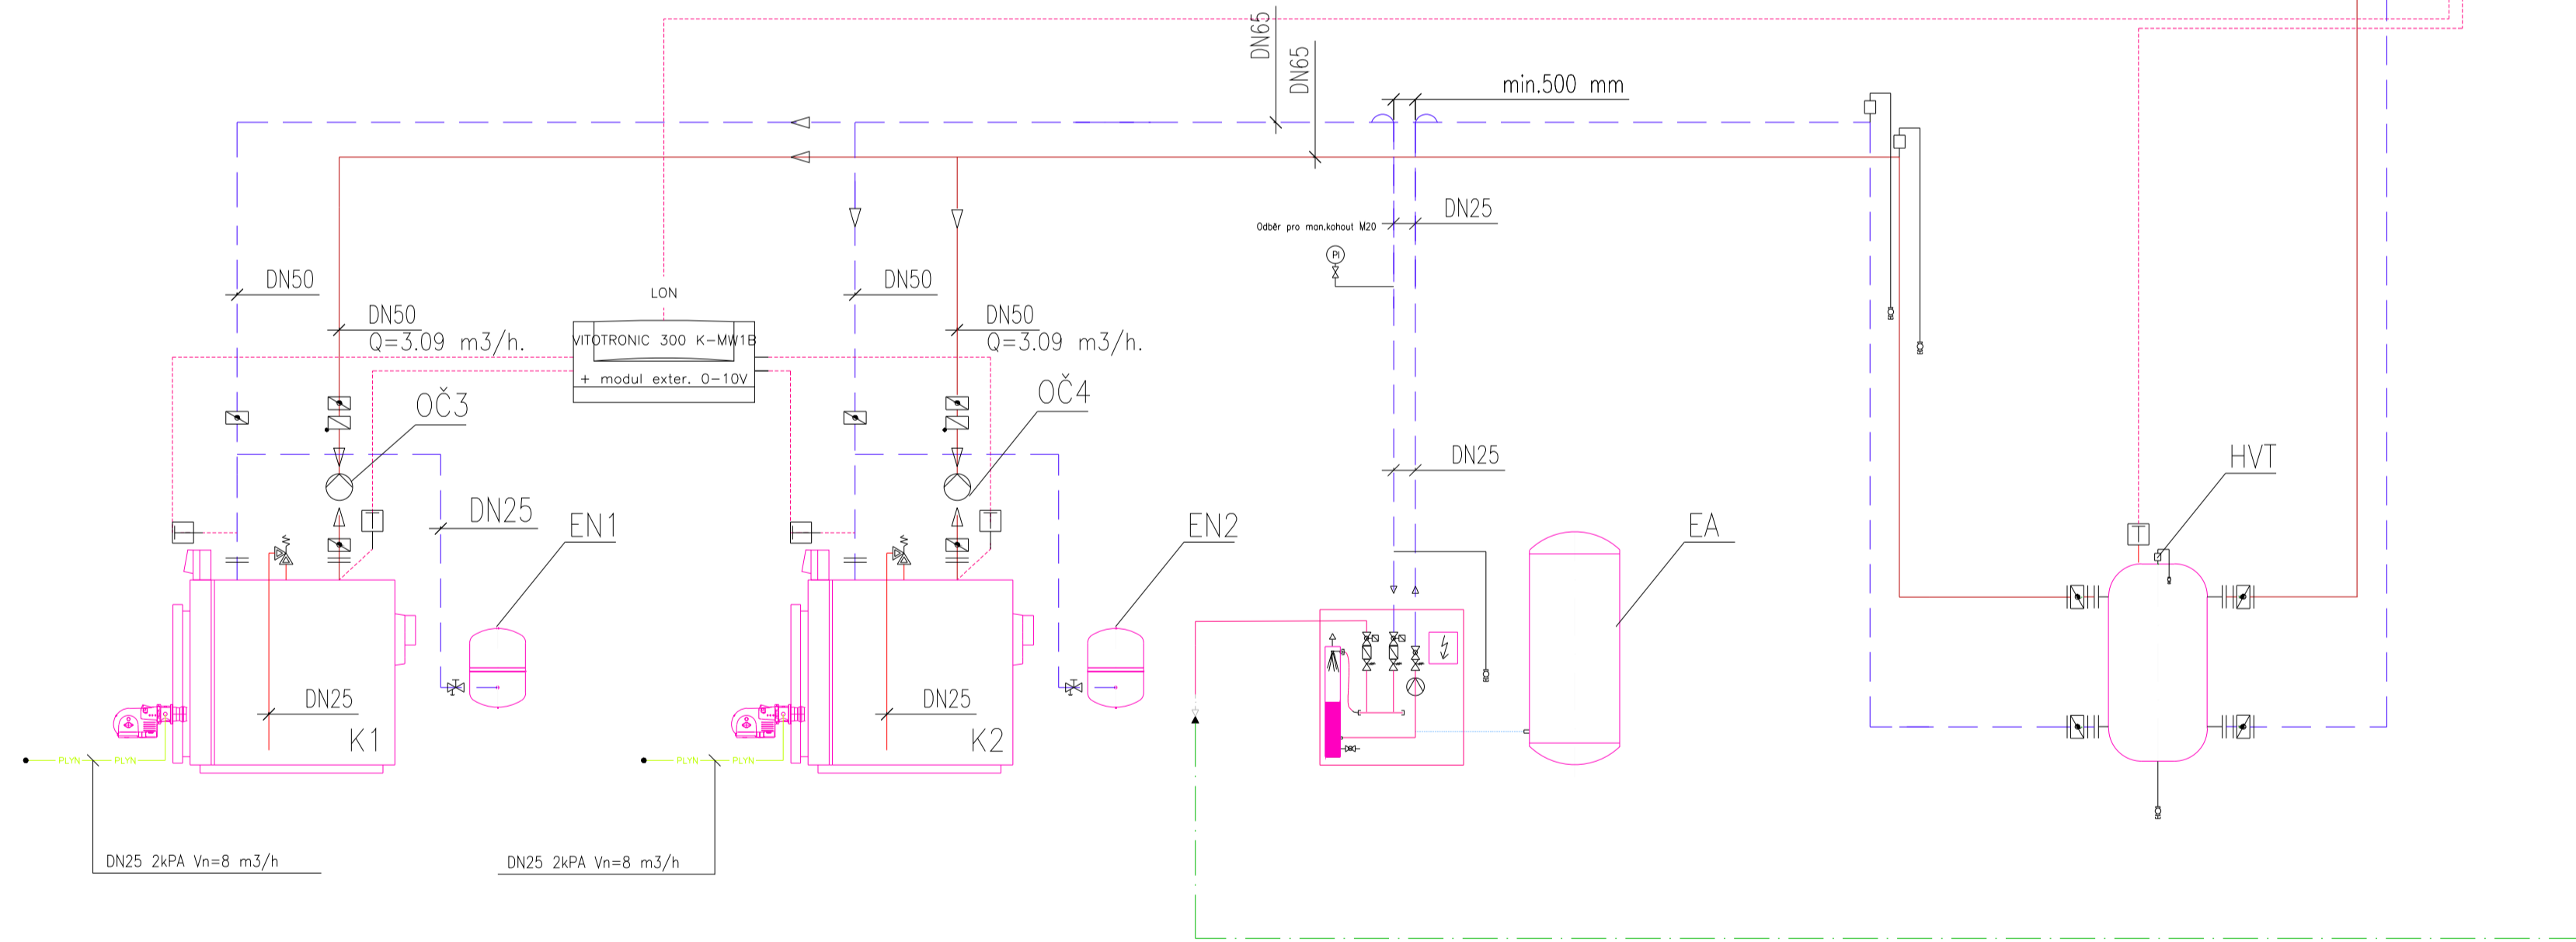 DN65
DN65
min.500 mm
DN25
Odběr pro man.kohout M20
PI
DN50
DN50
Q=3.09 m3/h.
LON
VITOTRONIC 300 K-MW1B
+ modul exter. 0-10V
DN50
DN50
Q=3.09 m3/h.
OČ3
OČ4
DN25
HVT
DN25
EN1
EN2
EA
DN25
K1
DN25
K2
PLYN
PLYN
PLYN
PLYN
DN25 2kPA Vn=8 m3/h
DN25 2kPA Vn=8 m3/h